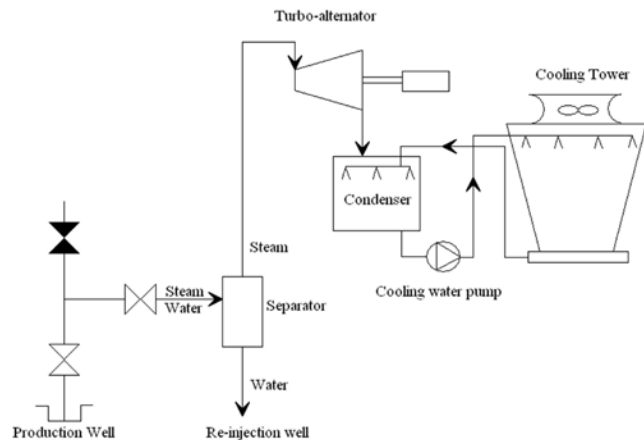 Turbo-alternator
Cooling Tower
Condenser
Steam
Cooling water pump
Steam
Water
Separator
Water
Production Well
Re-injection well